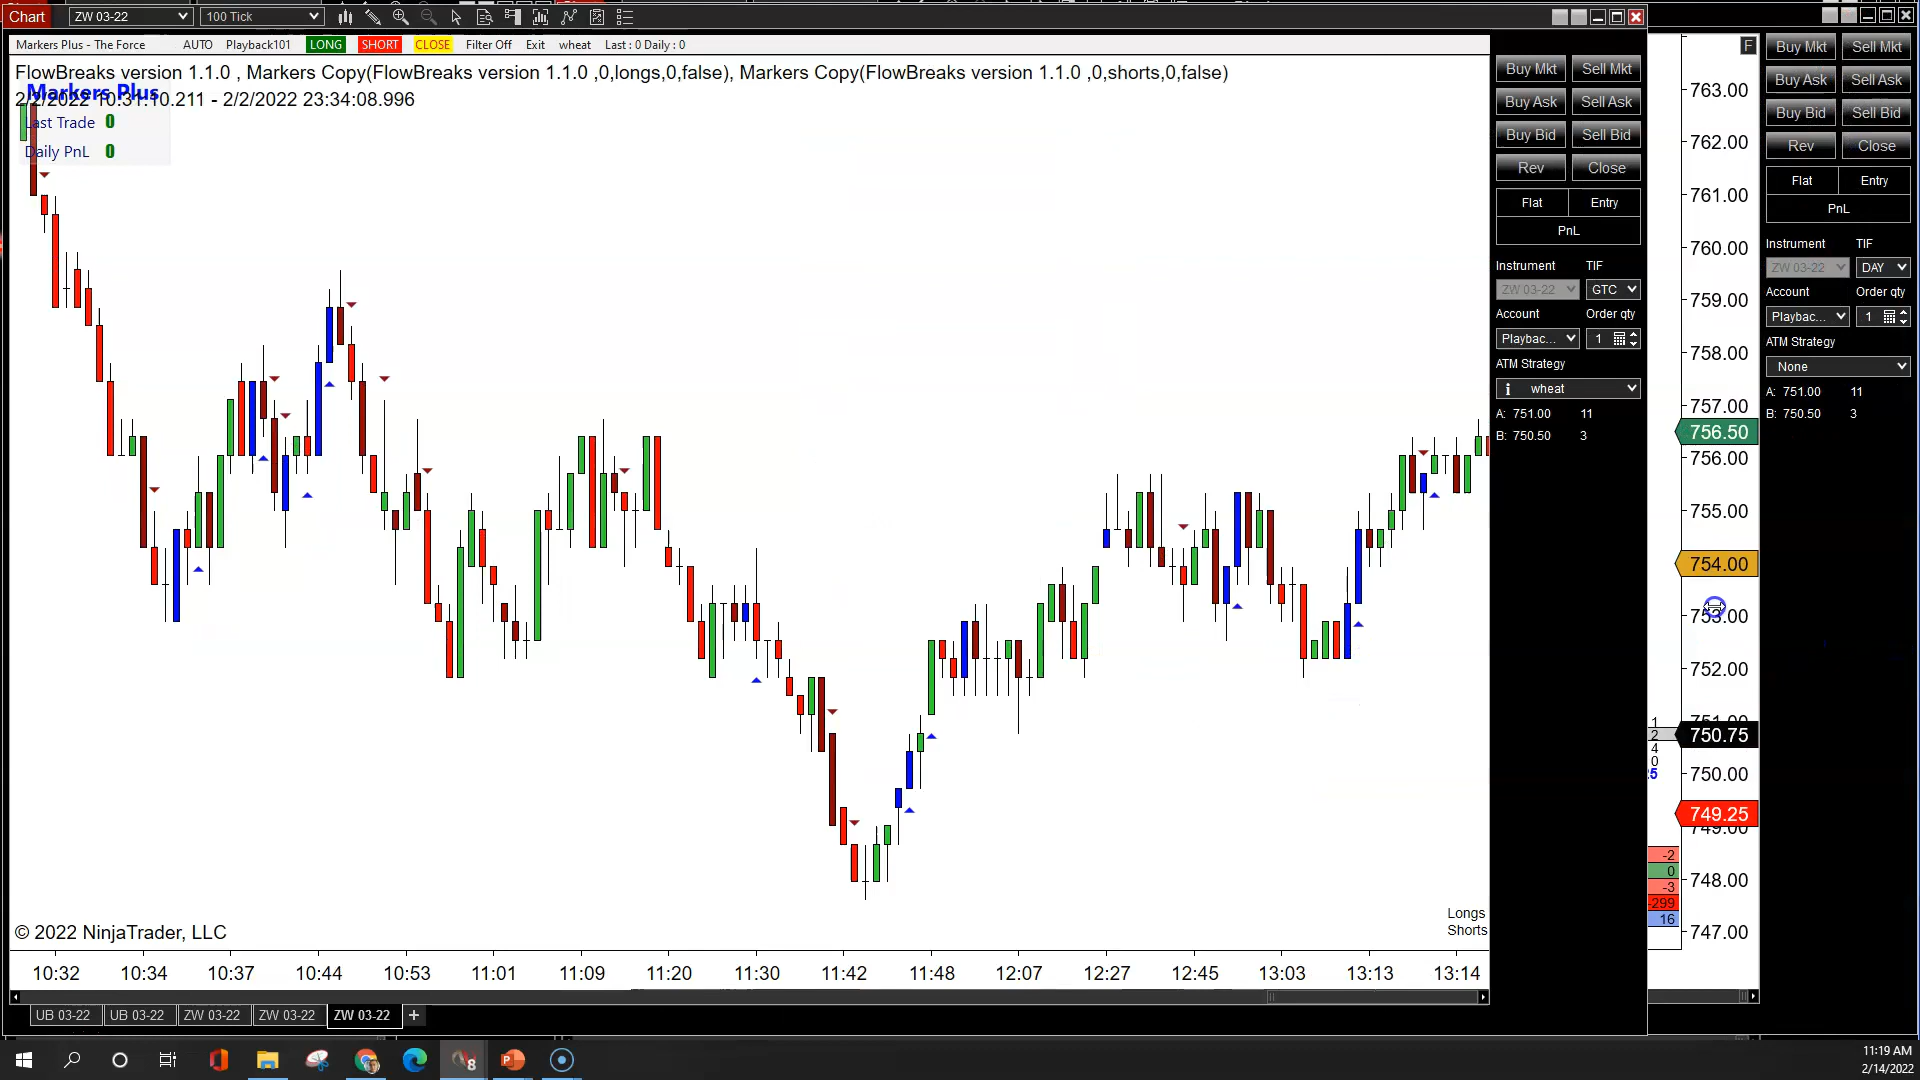 Chart
ZW 03-22
100 Tick
Markers Plus - The Force
AUTO
Playback101
LONG
SHORT
CLOSE
Filter Off
Exit
wheat
Last : 0 Daily : 0
FlowBreaks version 1.1.0 , Markers Copy(FlowBreaks version 1.1.0 ,0,longs,0,false), Markers Copy(FlowBreaks version 1.1.0 ,0,shorts,0,false)
Markers Plus
2/2/2022 10:31:10.211 - 2/2/2022 23:34:08.996
Last Trade 0
Daily PnL 0
© 2022 NinjaTrader, LLC
Longs
Shorts
10:32
10:34
10:37
10:44
10:53
11:01
11:09
11:20
11:30
11:42
11:48
12:07
12:27
12:45
13:03
13:13
13:14
UB 03-22
UB 03-22
ZW 03-22
ZW 03-22
ZW 03-22
+
Buy Mkt
Sell Mkt
Buy Ask
Sell Ask
Buy Bid
Sell Bid
Rev
Close
Flat
Entry
PnL
Instrument
TIF
ZW 03-22
GTC
Account
Order qty
Playbac...
1
ATM Strategy
wheat
A: 751.00 11
B: 750.50 3
F
763.00
762.00
761.00
760.00
759.00
758.00
757.00
756.50
756.00
755.00
754.00
752.00
751.00
750.75
750.00
749.25
749.00
748.00
747.00
1
2
4
0
-2
0
-3
-299
16
Buy Mkt
Sell Mkt
Buy Ask
Sell Ask
Buy Bid
Sell Bid
Rev
Close
Flat
Entry
PnL
Instrument
TIF
ZW 03-22
DAY
Account
Order qty
Playbac...
1
ATM Strategy
None
A: 751.00 11
B: 750.50 3
8
11:19 AM
2/14/2022